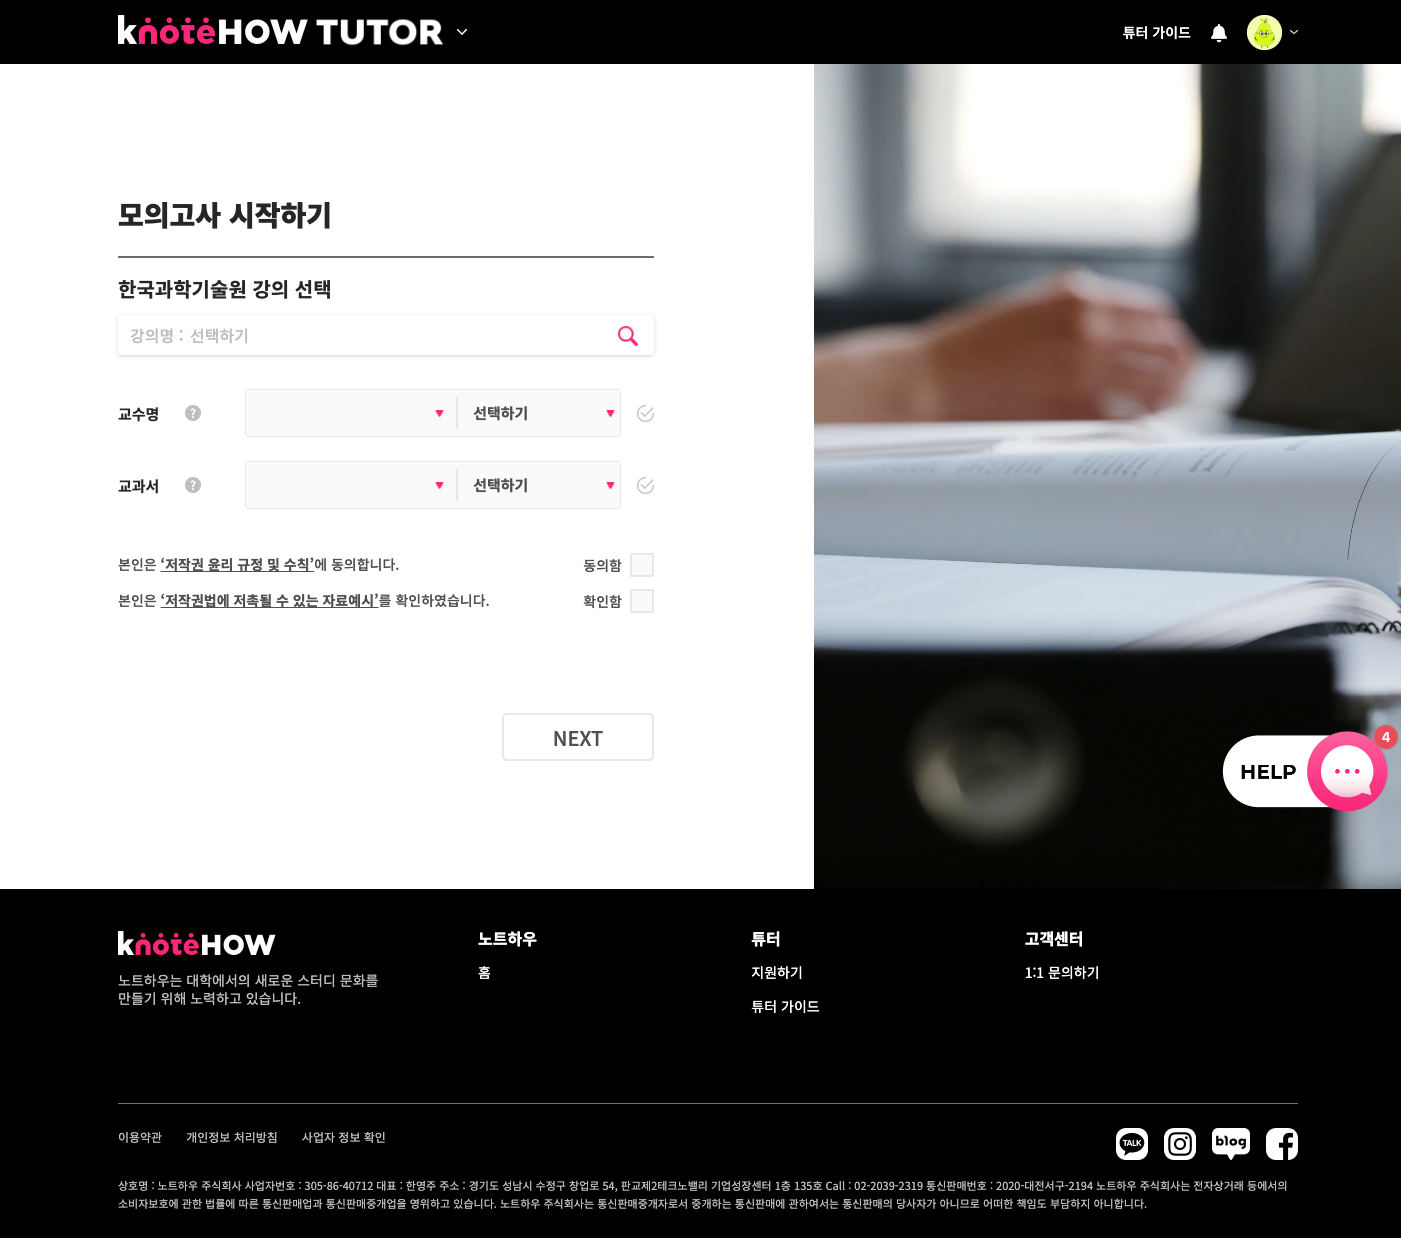 knoteHOW TUTOR
튜터 가이드
모의고사 시작하기
한국과학기술원 강의 선택
강의명 : 선택하기
교수명 ?
선택하기
교과서 ?
선택하기
본인은 ‘저작권 윤리 규정 및 수칙’에 동의합니다.
동의함
본인은 ‘저작권법에 저촉될 수 있는 자료예시’를 확인하였습니다.
확인함
NEXT
HELP
4
knoteHOW
노트하우는 대학에서의 새로운 스터디 문화를
만들기 위해 노력하고 있습니다.
노트하우
홈
튜터
지원하기
튜터 가이드
고객센터
1:1 문의하기
이용약관 개인정보 처리방침 사업자 정보 확인
TALK
blog
상호명 : 노트하우 주식회사 사업자번호 : 305-86-40712 대표 : 한영주 주소 : 경기도 성남시 수정구 창업로 54, 판교제2테크노밸리 기업성장센터 1층 135호 Call : 02-2039-2319 통신판매번호 : 2020-대전서구-2194 노트하우 주식회사는 전자상거래 등에서의
소비자보호에 관한 법률에 따른 통신판매업과 통신판매중개업을 영위하고 있습니다. 노트하우 주식회사는 통신판매중개자로서 중개하는 통신판매에 관하여서는 통신판매의 당사자가 아니므로 어떠한 책임도 부담하지 아니합니다.